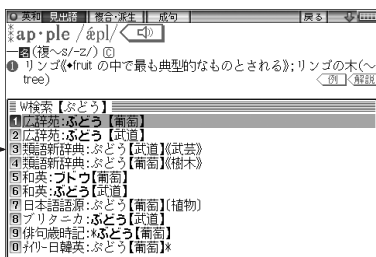 英和 見出語 複合・派生 成句 戻る
*ap・ple /ǽpl/
一名(複〜s/-z/) Ⓒ
❶ リンゴ《◆fruit の中で最も典型的なものとされる》;リンゴの木(〜
tree) 例 解説
W検索【ぶどう】
1 広辞苑:ぶどう【葡萄】
2 広辞苑:ぶどう【武道】
3 類語新辞典:ぶどう【武道】《武芸》
4 類語新辞典:ぶどう【葡萄】《樹木》
5 和英:ブドウ【葡萄】
6 和英:ぶどう【武道】
7 日本語語源:ぶどう【葡萄】〔植物〕
8 ブリタニカ:ぶどう【武道】
9 俳句歳時記:*ぶどう【葡萄】
0 ポケプリー日韓英:ぶどう【葡萄】*